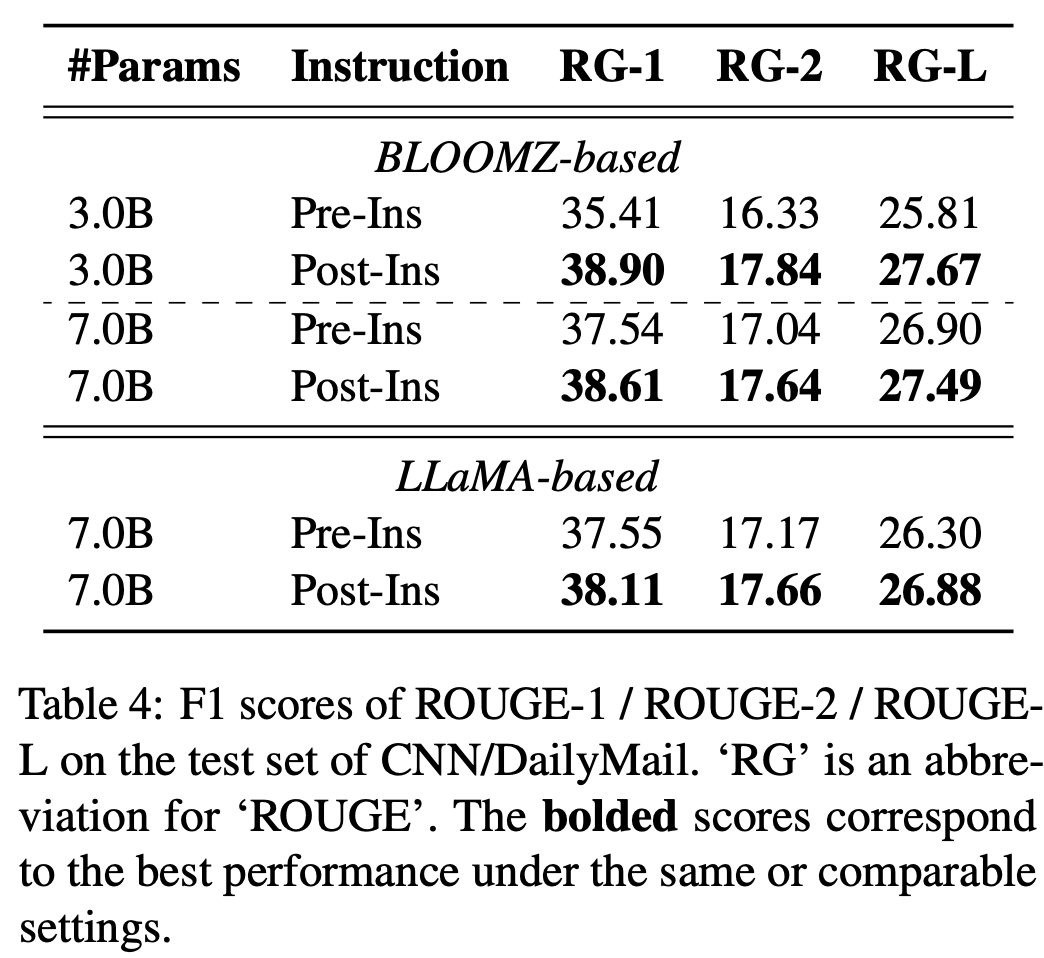 #Params Instruction RG-1 RG-2 RG-L
BLOOMZ-based
3.0B Pre-Ins 35.41 16.33 25.81
3.0B Post-Ins 38.90 17.84 27.67
7.0B Pre-Ins 37.54 17.04 26.90
7.0B Post-Ins 38.61 17.64 27.49
LLaMA-based
7.0B Pre-Ins 37.55 17.17 26.30
7.0B Post-Ins 38.11 17.66 26.88
Table 4: F1 scores of ROUGE-1 / ROUGE-2 / ROUGE-
L on the test set of CNN/DailyMail. ‘RG’ is an abbre-
viation for ‘ROUGE’. The bolded scores correspond
to the best performance under the same or comparable
settings.